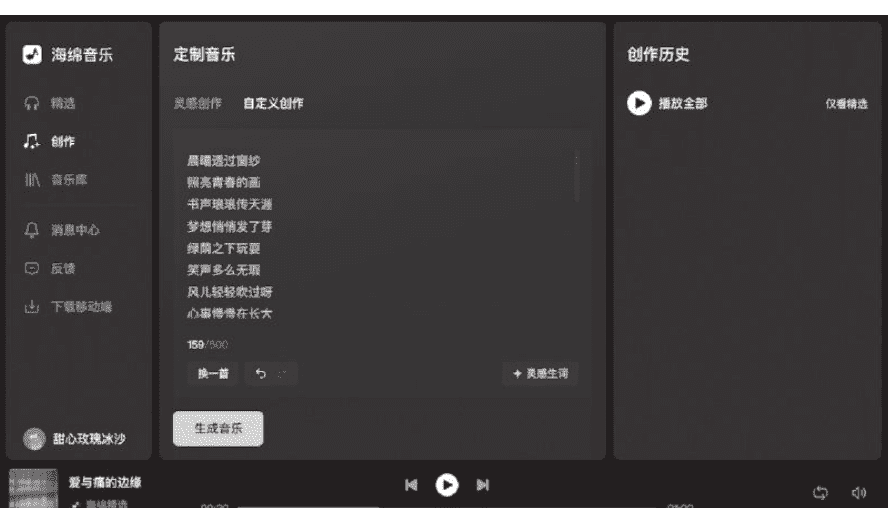 海绵音乐
精选
创作
音乐库
消息中心
反馈
下载移动端
甜心玫瑰冰沙
定制音乐
灵感创作 自定义创作
晨曦透过窗纱
照亮青春的画
书声琅琅传天涯
梦想悄悄发了芽
绿荫之下玩耍
笑声多么无瑕
风儿轻轻吹过呀
心事慢慢在长大
159/500
换一首
灵感生词
生成音乐
创作历史
播放全部
仅看精选
爱与痛的边缘
海绵精选